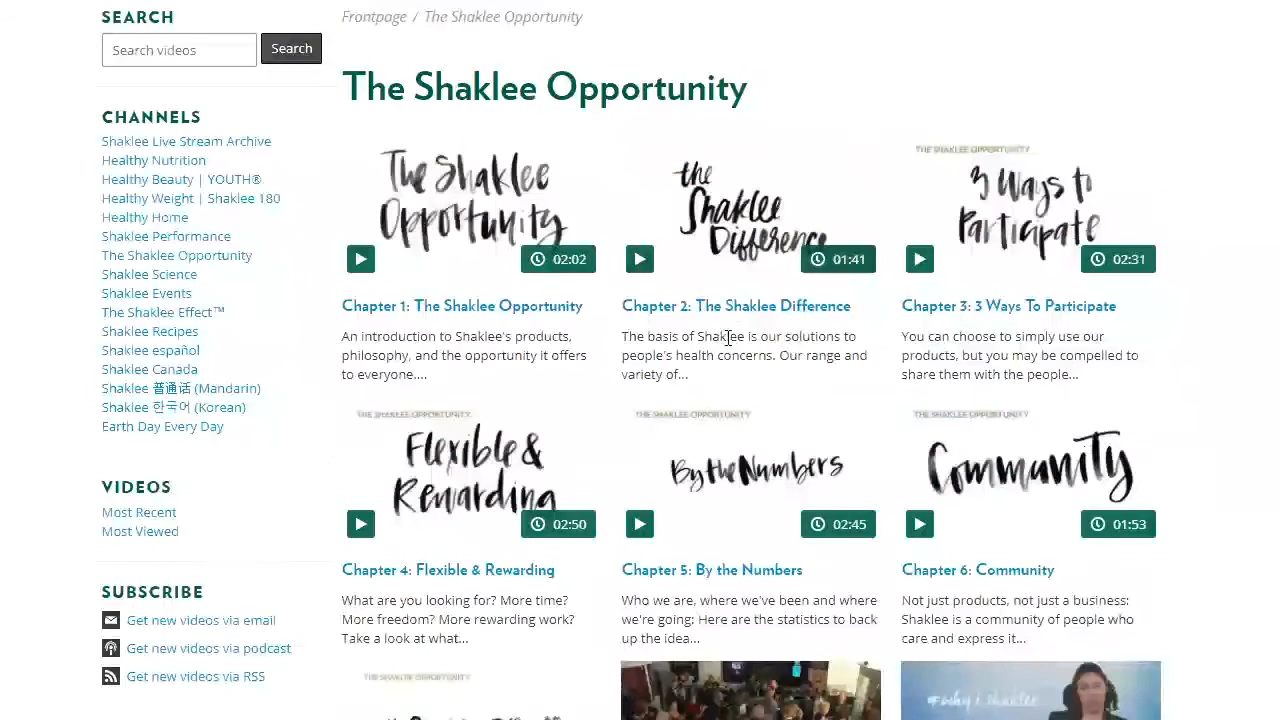 SEARCH
Search videos
Search
CHANNELS
Shaklee Live Stream Archive
Healthy Nutrition
Healthy Beauty | YOUTH®
Healthy Weight | Shaklee 180
Healthy Home
Shaklee Performance
The Shaklee Opportunity
Shaklee Science
Shaklee Events
The Shaklee Effect™
Shaklee Recipes
Shaklee español
Shaklee Canada
Shaklee 普通话 (Mandarin)
Shaklee 한국어 (Korean)
Earth Day Every Day
VIDEOS
Most Recent
Most Viewed
SUBSCRIBE
Get new videos via email
Get new videos via podcast
Get new videos via RSS
Frontpage / The Shaklee Opportunity
The Shaklee Opportunity
The Shaklee
Opportunity
02:02
Chapter 1: The Shaklee Opportunity
An introduction to Shaklee's products,
philosophy, and the opportunity it offers
to everyone....
the
Shaklee
Difference
01:41
Chapter 2: The Shaklee Difference
The basis of Shaklee is our solutions to
people's health concerns. Our range and
variety of...
THE SHAKLEE OPPORTUNITY
3 Ways to
Participate
02:31
Chapter 3: 3 Ways To Participate
You can choose to simply use our
products, but you may be compelled to
share them with the people...
THE SHAKLEE OPPORTUNITY
Flexible &
Rewarding
02:50
Chapter 4: Flexible & Rewarding
What are you looking for? More time?
More freedom? More rewarding work?
Take a look at what...
THE SHAKLEE OPPORTUNITY
By the Numbers
02:45
Chapter 5: By the Numbers
Who we are, where we've been and where
we're going: Here are the statistics to back
up the idea...
THE SHAKLEE OPPORTUNITY
Community
01:53
Chapter 6: Community
Not just products, not just a business:
Shaklee is a community of people who
care and express it...
THE SHAKLEE OPPORTUNITY
#why i shaklee